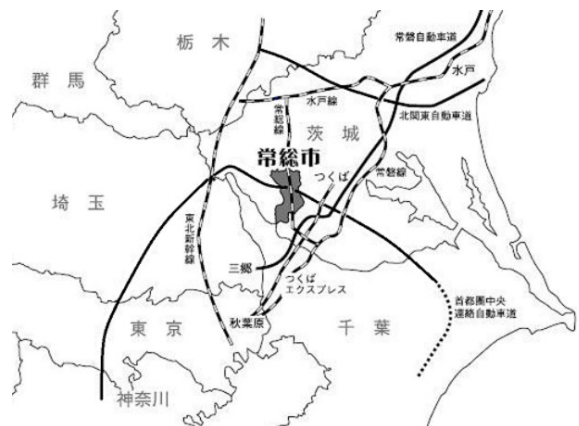 栃木
常磐自動車道
水戸
群馬
水戸線
常総線
北関東自動車道
茨城
常総市
つくば
常磐線
埼玉
東北新幹線
三郷
つくば
エクスプレス
首都圏中央
連絡自動車道
秋葉原
東京
千葉
神奈川